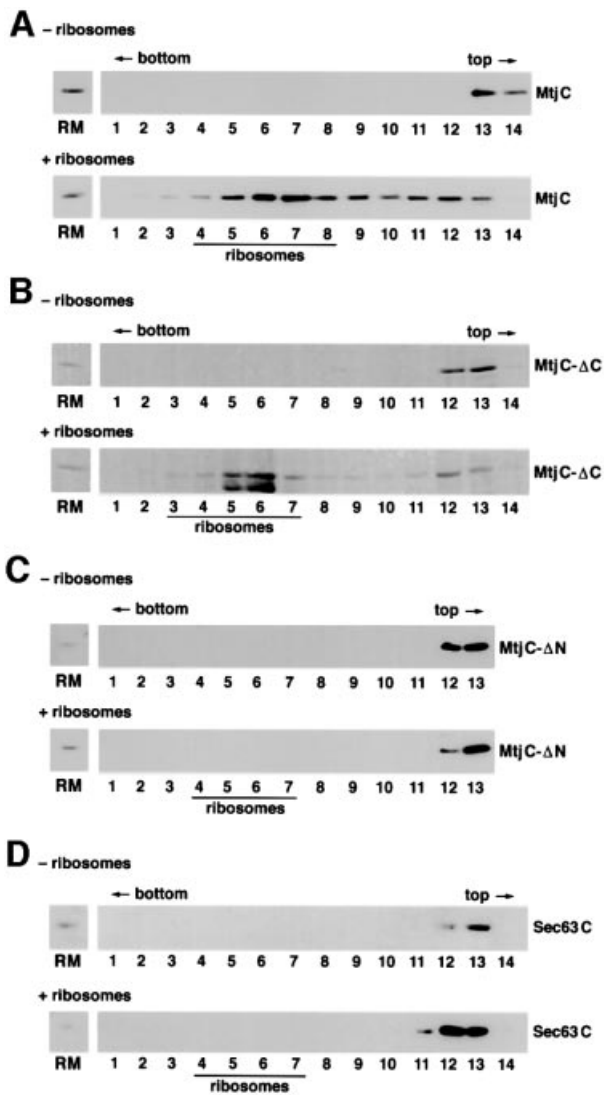 A – ribosomes
← bottom top →
MtjC
RM 1 2 3 4 5 6 7 8 9 10 11 12 13 14
+ ribosomes
MtjC
RM 1 2 3 4 5 6 7 8 9 10 11 12 13 14
ribosomes
B – ribosomes
← bottom top →
MtjC-ΔC
RM 1 2 3 4 5 6 7 8 9 10 11 12 13 14
+ ribosomes
MtjC-ΔC
RM 1 2 3 4 5 6 7 8 9 10 11 12 13 14
ribosomes
C – ribosomes
← bottom top →
MtjC-ΔN
RM 1 2 3 4 5 6 7 8 9 10 11 12 13
+ ribosomes
MtjC-ΔN
RM 1 2 3 4 5 6 7 8 9 10 11 12 13
ribosomes
D – ribosomes
← bottom top →
Sec63C
RM 1 2 3 4 5 6 7 8 9 10 11 12 13 14
+ ribosomes
Sec63C
RM 1 2 3 4 5 6 7 8 9 10 11 12 13 14
ribosomes